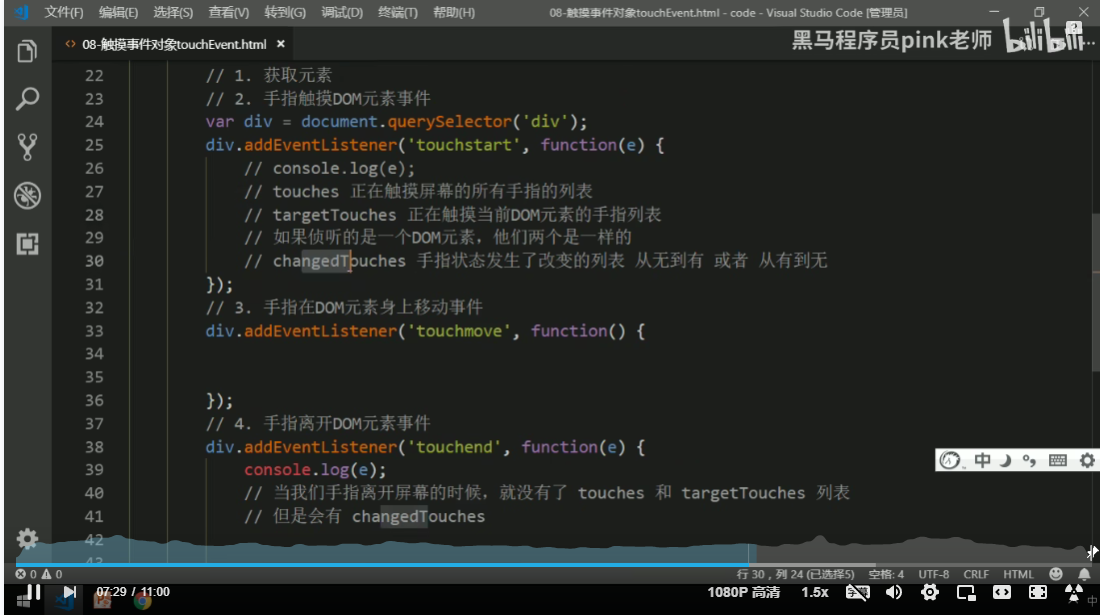 文件(F) 编辑(E) 选择(S) 查看(V) 转到(G) 调试(D) 终端(T) 帮助(H) 08-触摸事件对象touchEvent.html - code - Visual Studio Code [管理员]
<> 08-触摸事件对象touchEvent.html ×
黑马程序员pink老师 bilibili
22 // 1. 获取元素
23 // 2. 手指触摸DOM元素事件
24 var div = document.querySelector('div');
25 div.addEventListener('touchstart', function(e) {
26 // console.log(e);
27 // touches 正在触摸屏幕的所有手指的列表
28 // targetTouches 正在触摸当前DOM元素的手指列表
29 // 如果侦听的是一个DOM元素，他们两个是一样的
30 // changedTouches 手指状态发生了改变的列表 从无到有 或者 从有到无
31 });
32 // 3. 手指在DOM元素身上移动事件
33 div.addEventListener('touchmove', function() {
34
35
36 });
37 // 4. 手指离开DOM元素事件
38 div.addEventListener('touchend', function(e) {
39 console.log(e);
40 // 当我们手指离开屏幕的时候，就没有了 touches 和 targetTouches 列表
41 // 但是会有 changedTouches
42
中
0 0 行 30，列 24 (已选择5) 空格: 4 UTF-8 CRLF HTML
07:29 / 11:00 1080P 高清 1.5x